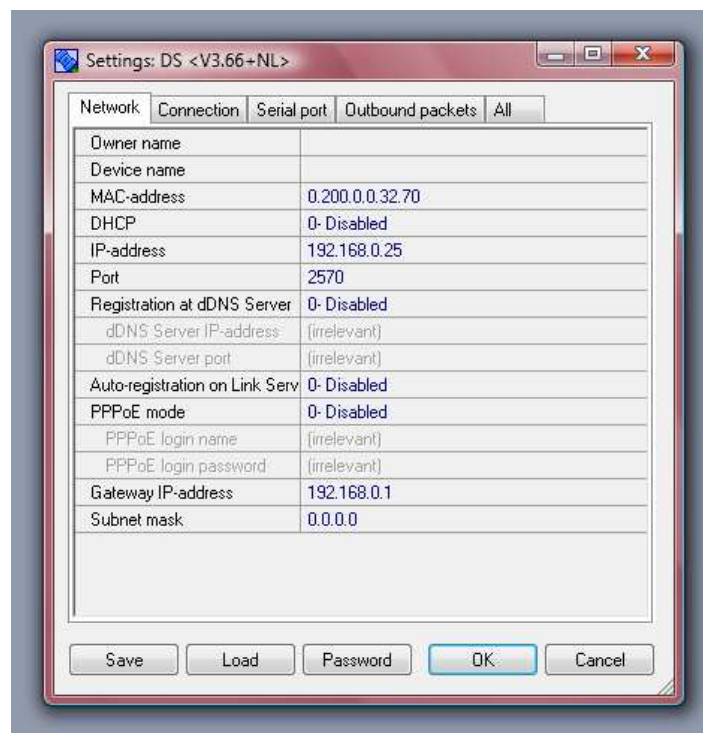 Settings: DS <V3.66+NL>
Network Connection Serial port Outbound packets All
Owner name
Device name
MAC-address 0.200.0.0.32.70
DHCP 0- Disabled
IP-address 192.168.0.25
Port 2570
Registration at dDNS Server 0- Disabled
dDNS Server IP-address (irrelevant)
dDNS Server port (irrelevant)
Auto-registration on Link Serv 0- Disabled
PPPoE mode 0- Disabled
PPPoE login name (irrelevant)
PPPoE login password (irrelevant)
Gateway IP-address 192.168.0.1
Subnet mask 0.0.0.0
Save Load Password OK Cancel